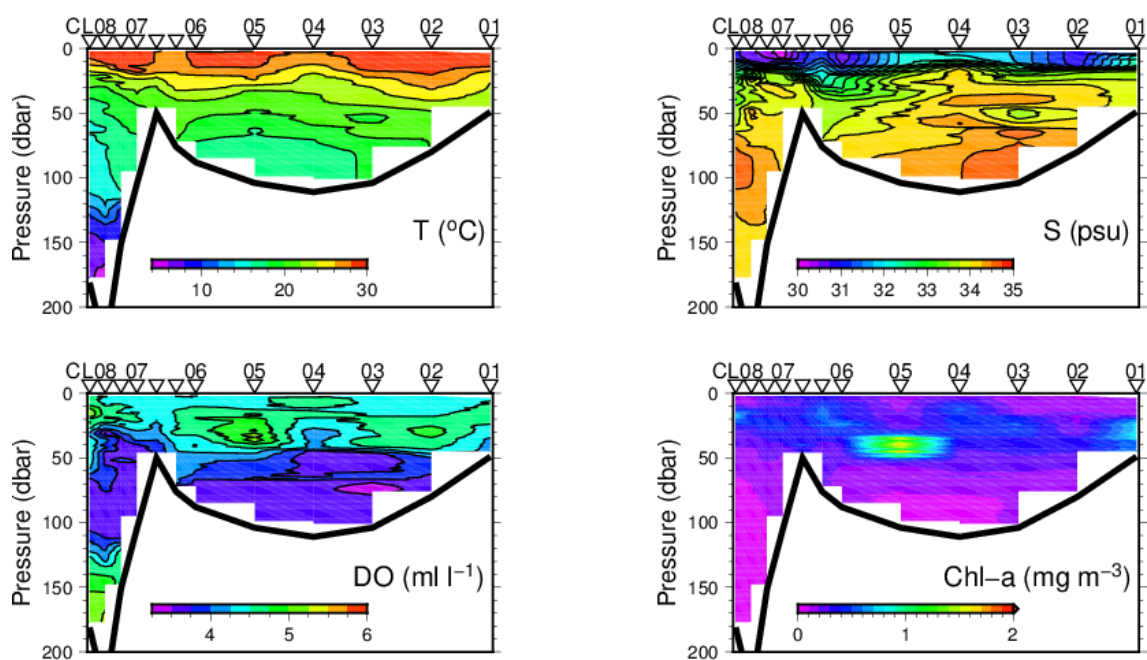 CL08 07 06 05 04 03 02 01
0
50
100
150
200
Pressure (dbar)
T (ºC)
10 20 30
CL08 07 06 05 04 03 02 01
0
50
100
150
200
Pressure (dbar)
S (psu)
30 31 32 33 34 35
CL08 07 06 05 04 03 02 01
0
50
100
150
200
Pressure (dbar)
DO (ml l⁻¹)
4 5 6
CL08 07 06 05 04 03 02 01
0
50
100
150
200
Pressure (dbar)
Chl−a (mg m⁻³)
0 1 2